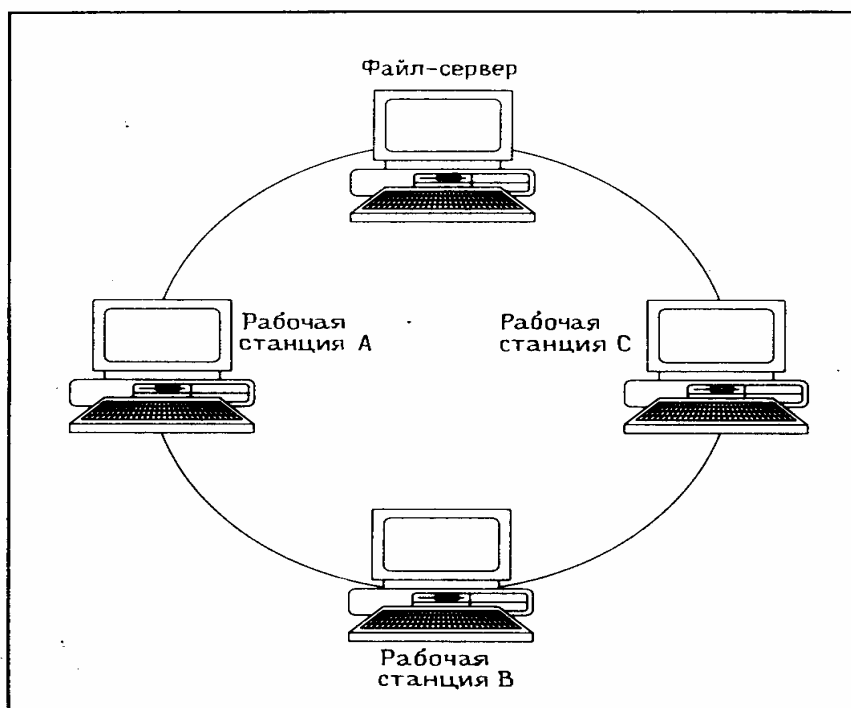 Файл-сервер
Рабочая
станция А
Рабочая
станция С
Рабочая
станция В